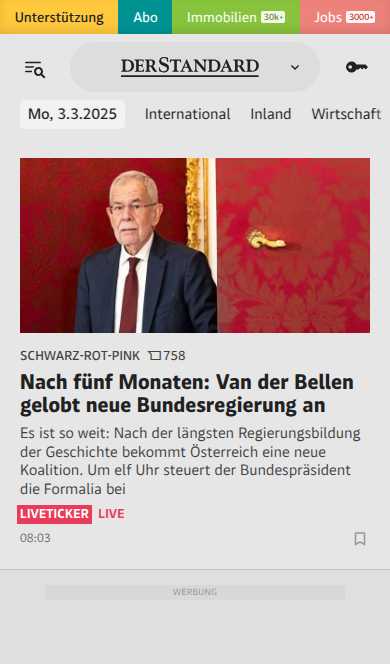 Unterstützung Abo Immobilien 30k+ Jobs 3000+
DERSTANDARD
Mo, 3.3.2025 International Inland Wirtschaft
SCHWARZ-ROT-PINK 758
Nach fünf Monaten: Van der Bellen
gelobt neue Bundesregierung an
Es ist so weit: Nach der längsten Regierungsbildung
der Geschichte bekommt Österreich eine neue
Koalition. Um elf Uhr steuert der Bundespräsident
die Formalia bei
LIVETICKER LIVE
08:03
WERBUNG